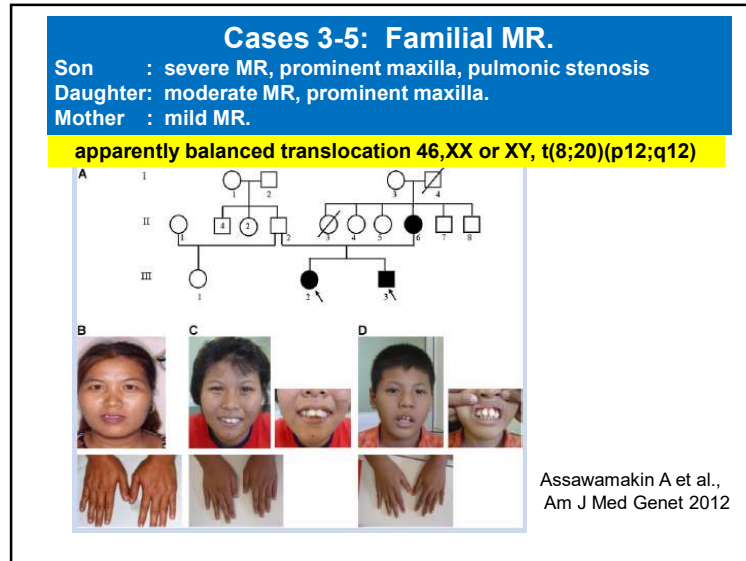 Cases 3-5: Familial MR.
Son : severe MR, prominent maxilla, pulmonic stenosis
Daughter: moderate MR, prominent maxilla.
Mother : mild MR.
apparently balanced translocation 46,XX or XY, t(8;20)(p12;q12)
A I
1 2 3 4
II 4 2
1 2 3 4 5 6 7 8
III
1 2 3
B C D
Assawamakin A et al.,
Am J Med Genet 2012